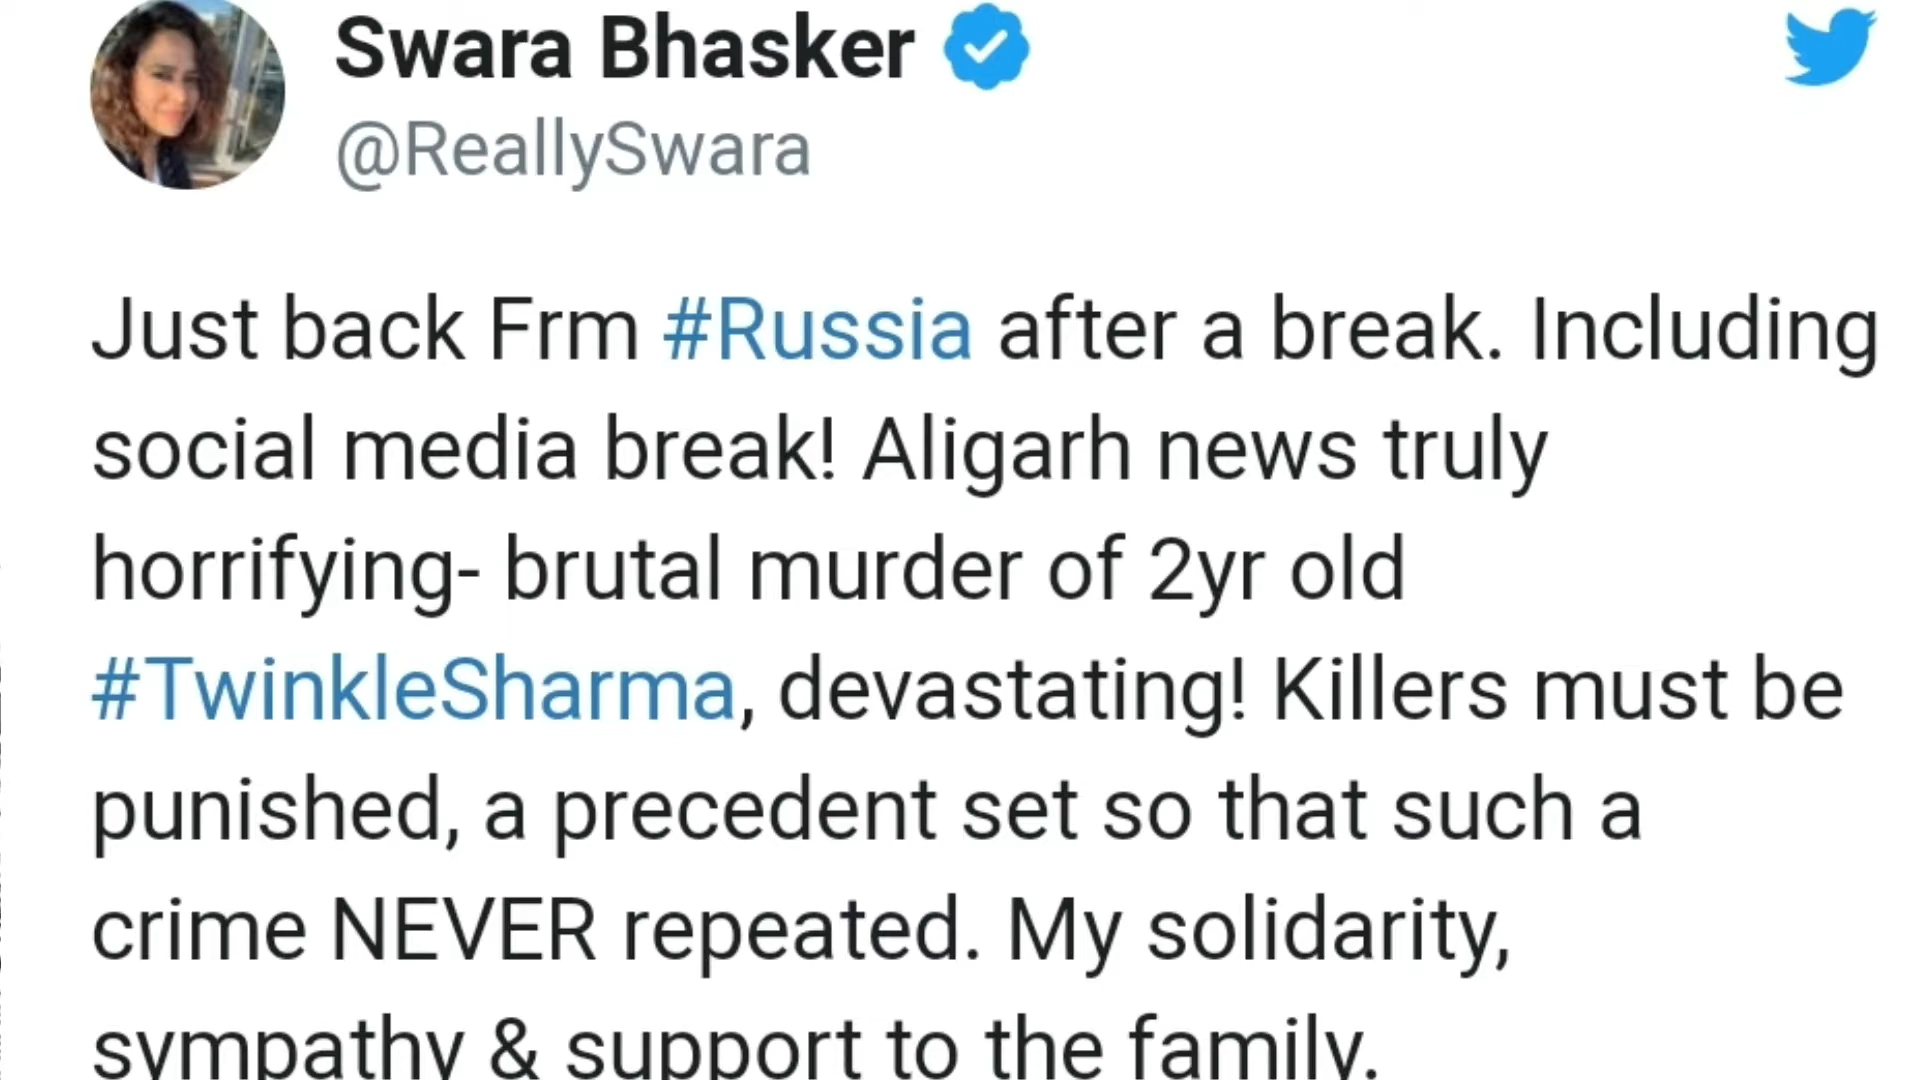 Swara Bhasker
@ReallySwara
Just back Frm #Russia after a break. Including
social media break! Aligarh news truly
horrifying- brutal murder of 2yr old
#TwinkleSharma, devastating! Killers must be
punished, a precedent set so that such a
crime NEVER repeated. My solidarity,
sympathy & support to the family.